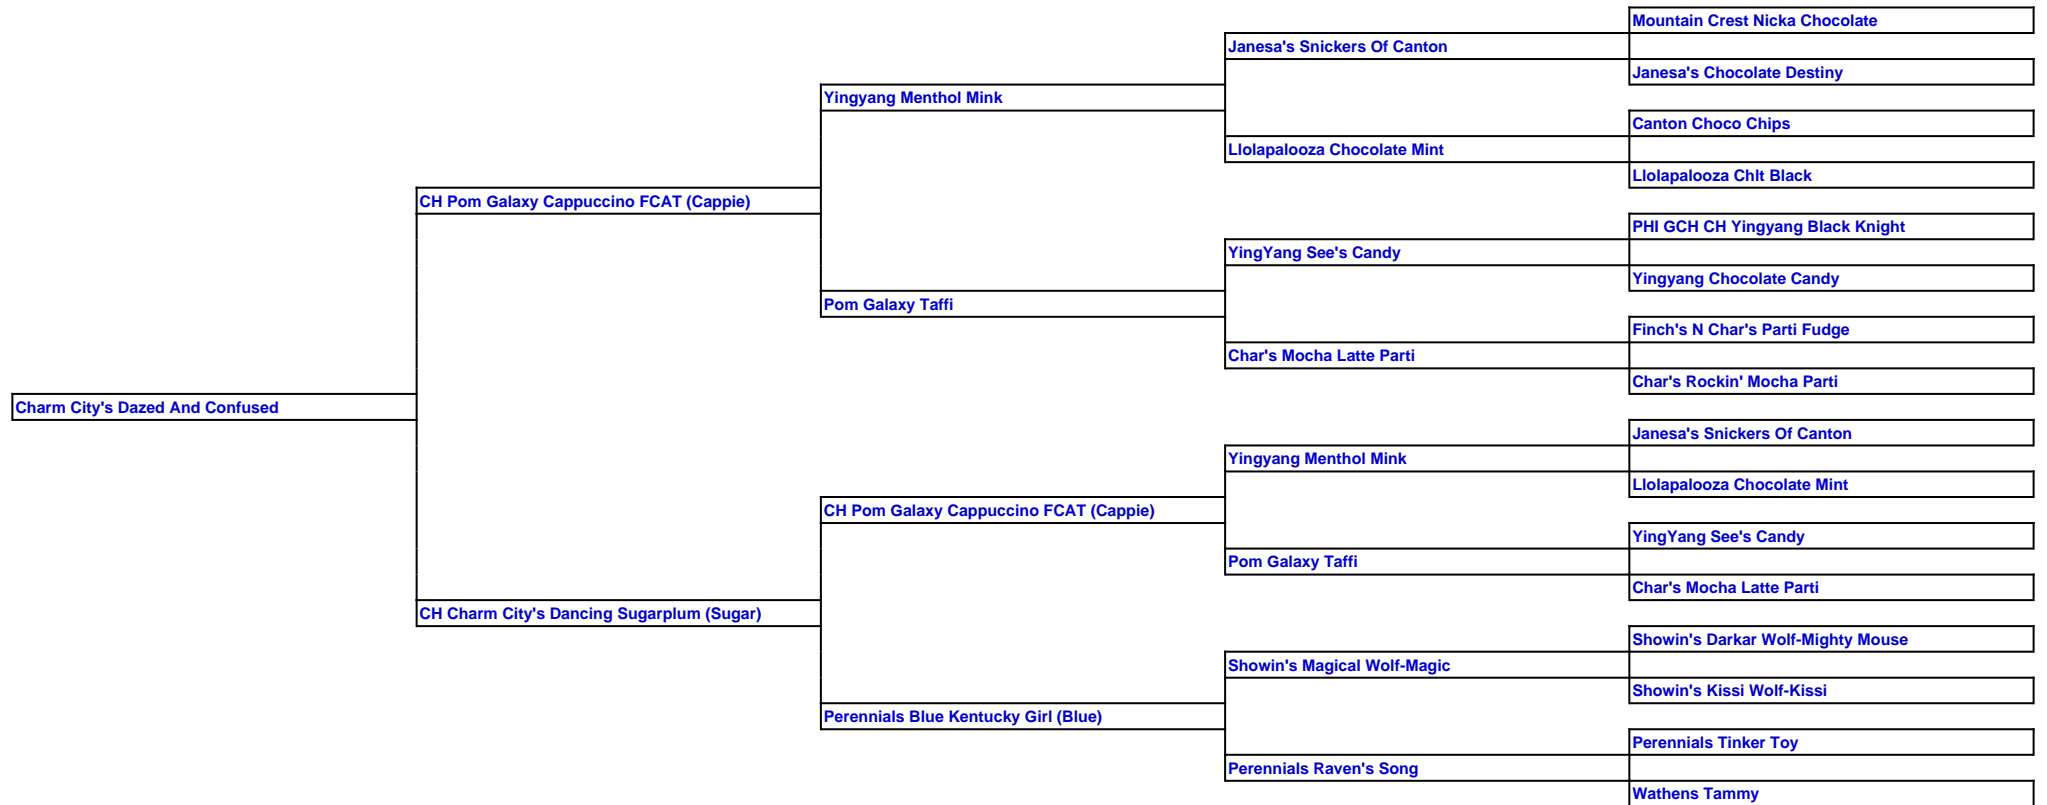 Mountain Crest Nicka Chocolate
Janesa's Snickers Of Canton
Janesa's Chocolate Destiny
Yingyang Menthol Mink
Canton Choco Chips
Llolapalooza Chocolate Mint
Llolapalooza Chlt Black
CH Pom Galaxy Cappuccino FCAT (Cappie)
PHI GCH CH Yingyang Black Knight
YingYang See's Candy
Yingyang Chocolate Candy
Pom Galaxy Taffi
Finch's N Char's Parti Fudge
Char's Mocha Latte Parti
Char's Rockin' Mocha Parti
Charm City's Dazed And Confused
Janesa's Snickers Of Canton
Yingyang Menthol Mink
Llolapalooza Chocolate Mint
CH Pom Galaxy Cappuccino FCAT (Cappie)
YingYang See's Candy
Pom Galaxy Taffi
Char's Mocha Latte Parti
CH Charm City's Dancing Sugarplum (Sugar)
Showin's Darkar Wolf-Mighty Mouse
Showin's Magical Wolf-Magic
Showin's Kissi Wolf-Kissi
Perennials Blue Kentucky Girl (Blue)
Perennials Tinker Toy
Perennials Raven's Song
Wathens Tammy